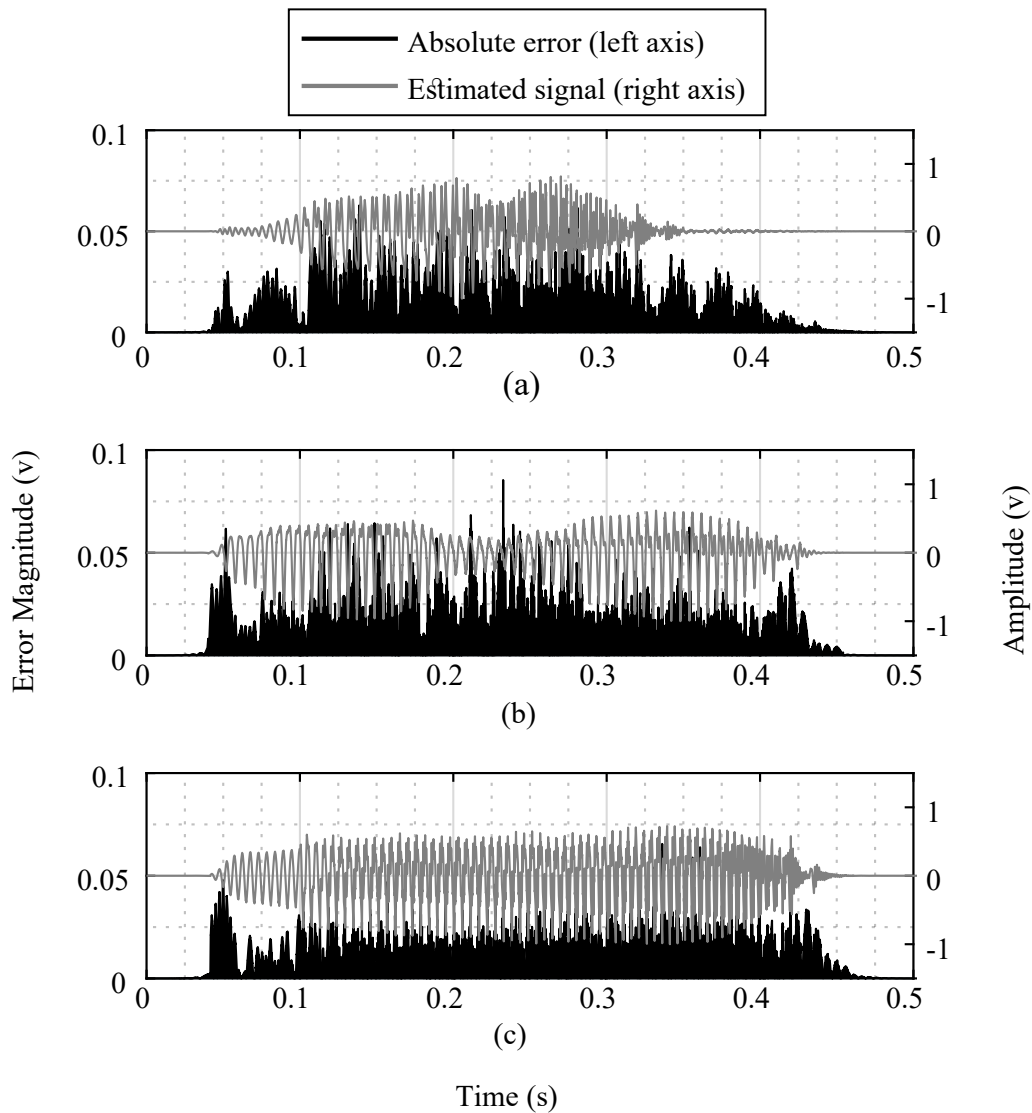 Absolute error (left axis)
Estimated signal (right axis)
0.1
0.05
0
1
0
-1
0 0.1 0.2 0.3 0.4 0.5
(a)
Error Magnitude (v)
0.1
0.05
0
1
0
-1
Amplitude (v)
0 0.1 0.2 0.3 0.4 0.5
(b)
0.1
0.05
0
1
0
-1
0 0.1 0.2 0.3 0.4 0.5
(c)
Time (s)